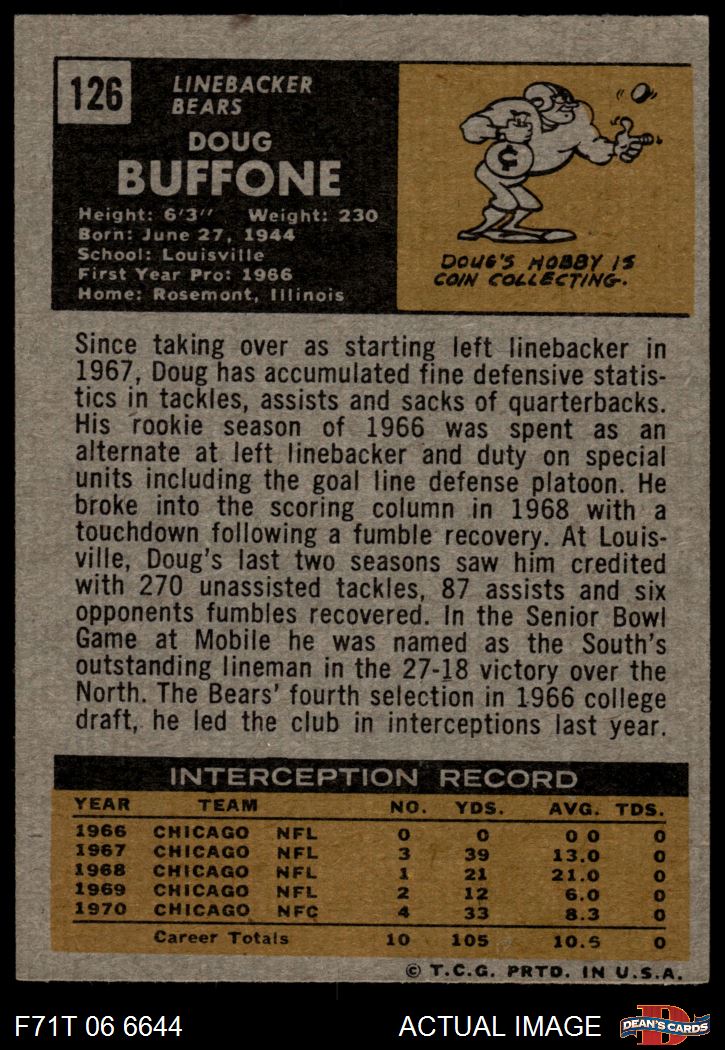 126
LINEBACKER
BEARS
DOUG
BUFFONE
Height: 6'3" Weight: 230
Born: June 27, 1944
School: Louisville
First Year Pro: 1966
Home: Rosemont, Illinois
DOUG'S HOBBY IS
COIN COLLECTING.
Since taking over as starting left linebacker in
1967, Doug has accumulated fine defensive statis-
tics in tackles, assists and sacks of quarterbacks.
His rookie season of 1966 was spent as an
alternate at left linebacker and duty on special
units including the goal line defense platoon. He
broke into the scoring column in 1968 with a
touchdown following a fumble recovery. At Louis-
ville, Doug's last two seasons saw him credited
with 270 unassisted tackles, 87 assists and six
opponents fumbles recovered. In the Senior Bowl
Game at Mobile he was named as the South's
outstanding lineman in the 27-18 victory over the
North. The Bears' fourth selection in 1966 college
draft, he led the club in interceptions last year.
INTERCEPTION RECORD
YEAR TEAM NO. YDS. AVG. TDS.
1966 CHICAGO NFL 0 0 0 0 0
1967 CHICAGO NFL 3 39 13.0 0
1968 CHICAGO NFL 1 21 21.0 0
1969 CHICAGO NFL 2 12 6.0 0
1970 CHICAGO NFC 4 33 8.3 0
Career Totals 10 105 10.5 0
© T.C.G. PRTD. IN U.S.A.
F71T 06 6644 ACTUAL IMAGE
D
DEAN'S CARDS